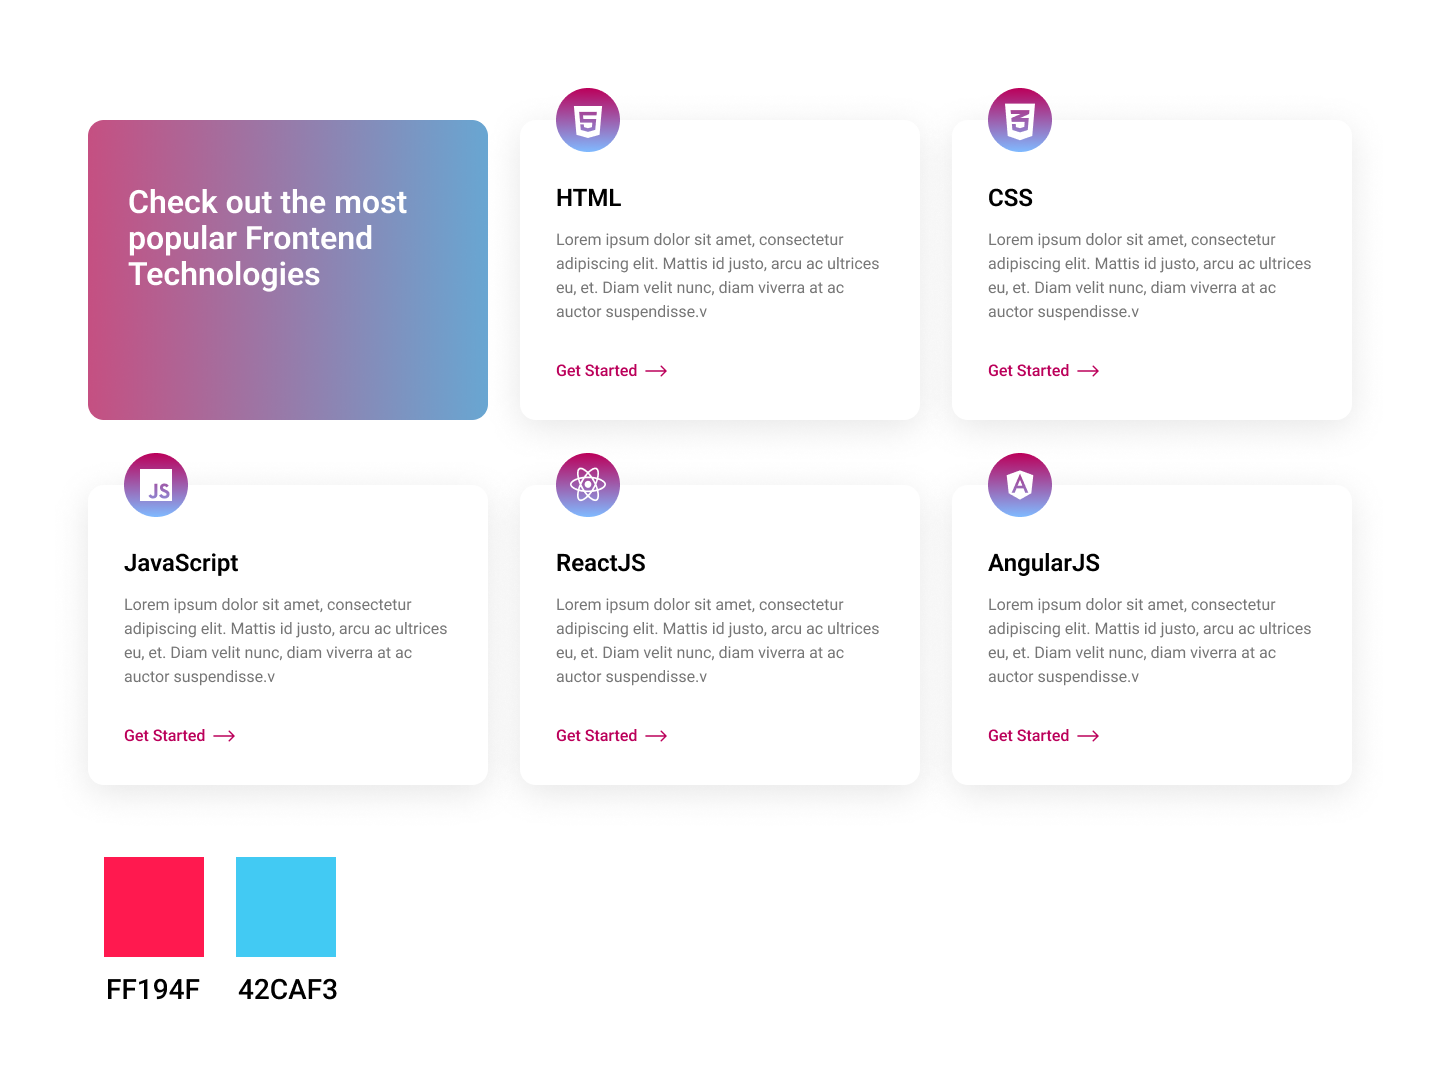 Check out the most
popular Frontend
Technologies
5
HTML
Lorem ipsum dolor sit amet, consectetur
adipiscing elit. Mattis id justo, arcu ac ultrices
eu, et. Diam velit nunc, diam viverra at ac
auctor suspendisse.v
Get Started
3
CSS
Lorem ipsum dolor sit amet, consectetur
adipiscing elit. Mattis id justo, arcu ac ultrices
eu, et. Diam velit nunc, diam viverra at ac
auctor suspendisse.v
Get Started
JS
JavaScript
Lorem ipsum dolor sit amet, consectetur
adipiscing elit. Mattis id justo, arcu ac ultrices
eu, et. Diam velit nunc, diam viverra at ac
auctor suspendisse.v
Get Started
ReactJS
Lorem ipsum dolor sit amet, consectetur
adipiscing elit. Mattis id justo, arcu ac ultrices
eu, et. Diam velit nunc, diam viverra at ac
auctor suspendisse.v
Get Started
A
AngularJS
Lorem ipsum dolor sit amet, consectetur
adipiscing elit. Mattis id justo, arcu ac ultrices
eu, et. Diam velit nunc, diam viverra at ac
auctor suspendisse.v
Get Started
FF194F
42CAF3